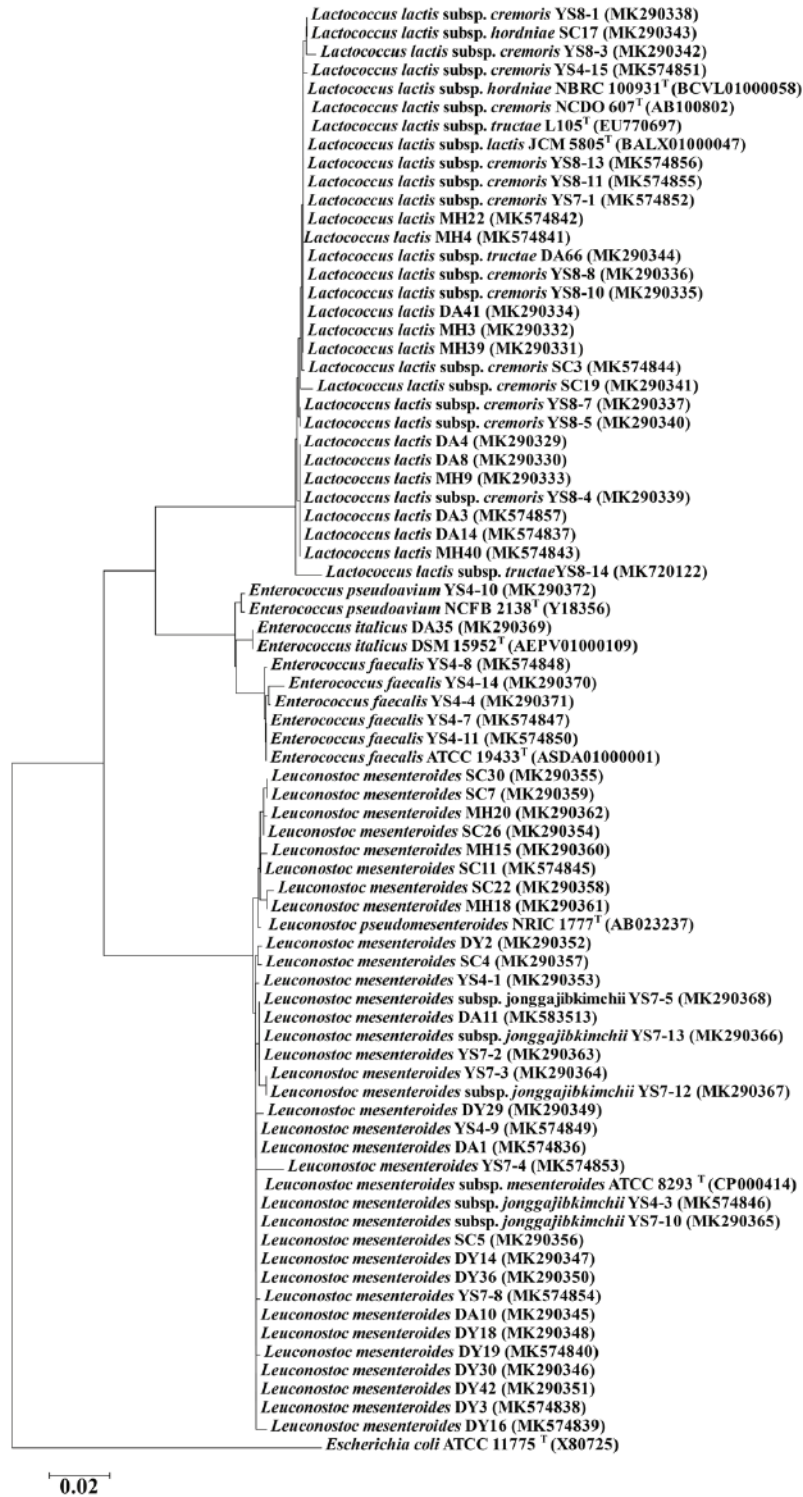 Lactococcus lactis subsp. cremoris YS8-1 (MK290338)
Lactococcus lactis subsp. hordniae SC17 (MK290343)
Lactococcus lactis subsp. cremoris YS8-3 (MK290342)
Lactococcus lactis subsp. cremoris YS4-15 (MK574851)
Lactococcus lactis subsp. hordniae NBRC 100931T (BCVL01000058)
Lactococcus lactis subsp. cremoris NCDO 607T (AB100802)
Lactococcus lactis subsp. tructae L105T (EU770697)
Lactococcus lactis subsp. lactis JCM 5805T (BALX01000047)
Lactococcus lactis subsp. cremoris YS8-13 (MK574856)
Lactococcus lactis subsp. cremoris YS8-11 (MK574855)
Lactococcus lactis subsp. cremoris YS7-1 (MK574852)
Lactococcus lactis MH22 (MK574842)
Lactococcus lactis MH4 (MK574841)
Lactococcus lactis subsp. tructae DA66 (MK290344)
Lactococcus lactis subsp. cremoris YS8-8 (MK290336)
Lactococcus lactis subsp. cremoris YS8-10 (MK290335)
Lactococcus lactis DA41 (MK290334)
Lactococcus lactis MH3 (MK290332)
Lactococcus lactis MH39 (MK290331)
Lactococcus lactis subsp. cremoris SC3 (MK574844)
Lactococcus lactis subsp. cremoris SC19 (MK290341)
Lactococcus lactis subsp. cremoris YS8-7 (MK290337)
Lactococcus lactis subsp. cremoris YS8-5 (MK290340)
Lactococcus lactis DA4 (MK290329)
Lactococcus lactis DA8 (MK290330)
Lactococcus lactis MH9 (MK290333)
Lactococcus lactis subsp. cremoris YS8-4 (MK290339)
Lactococcus lactis DA3 (MK574857)
Lactococcus lactis DA14 (MK574837)
Lactococcus lactis MH40 (MK574843)
Lactococcus lactis subsp. tructaeYS8-14 (MK720122)
Enterococcus pseudoavium YS4-10 (MK290372)
Enterococcus pseudoavium NCFB 2138T (Y18356)
Enterococcus italicus DA35 (MK290369)
Enterococcus italicus DSM 15952T (AEPV01000109)
Enterococcus faecalis YS4-8 (MK574848)
Enterococcus faecalis YS4-14 (MK290370)
Enterococcus faecalis YS4-4 (MK290371)
Enterococcus faecalis YS4-7 (MK574847)
Enterococcus faecalis YS4-11 (MK574850)
Enterococcus faecalis ATCC 19433T (ASDA01000001)
Leuconostoc mesenteroides SC30 (MK290355)
Leuconostoc mesenteroides SC7 (MK290359)
Leuconostoc mesenteroides MH20 (MK290362)
Leuconostoc mesenteroides SC26 (MK290354)
Leuconostoc mesenteroides MH15 (MK290360)
Leuconostoc mesenteroides SC11 (MK574845)
Leuconostoc mesenteroides SC22 (MK290358)
Leuconostoc mesenteroides MH18 (MK290361)
Leuconostoc pseudomesenteroides NRIC 1777T (AB023237)
Leuconostoc mesenteroides DY2 (MK290352)
Leuconostoc mesenteroides SC4 (MK290357)
Leuconostoc mesenteroides YS4-1 (MK290353)
Leuconostoc mesenteroides subsp. jonggajibkimchii YS7-5 (MK290368)
Leuconostoc mesenteroides DA11 (MK583513)
Leuconostoc mesenteroides subsp. jonggajibkimchii YS7-13 (MK290366)
Leuconostoc mesenteroides YS7-2 (MK290363)
Leuconostoc mesenteroides YS7-3 (MK290364)
Leuconostoc mesenteroides subsp. jonggajibkimchii YS7-12 (MK290367)
Leuconostoc mesenteroides DY29 (MK290349)
Leuconostoc mesenteroides YS4-9 (MK574849)
Leuconostoc mesenteroides DA1 (MK574836)
Leuconostoc mesenteroides YS7-4 (MK574853)
Leuconostoc mesenteroides subsp. mesenteroides ATCC 8293 T (CP000414)
Leuconostoc mesenteroides subsp. jonggajibkimchii YS4-3 (MK574846)
Leuconostoc mesenteroides subsp. jonggajibkimchii YS7-10 (MK290365)
Leuconostoc mesenteroides SC5 (MK290356)
Leuconostoc mesenteroides DY14 (MK290347)
Leuconostoc mesenteroides DY36 (MK290350)
Leuconostoc mesenteroides YS7-8 (MK574854)
Leuconostoc mesenteroides DA10 (MK290345)
Leuconostoc mesenteroides DY18 (MK290348)
Leuconostoc mesenteroides DY19 (MK574840)
Leuconostoc mesenteroides DY30 (MK290346)
Leuconostoc mesenteroides DY42 (MK290351)
Leuconostoc mesenteroides DY3 (MK574838)
Leuconostoc mesenteroides DY16 (MK574839)
Escherichia coli ATCC 11775 T (X80725)
0.02